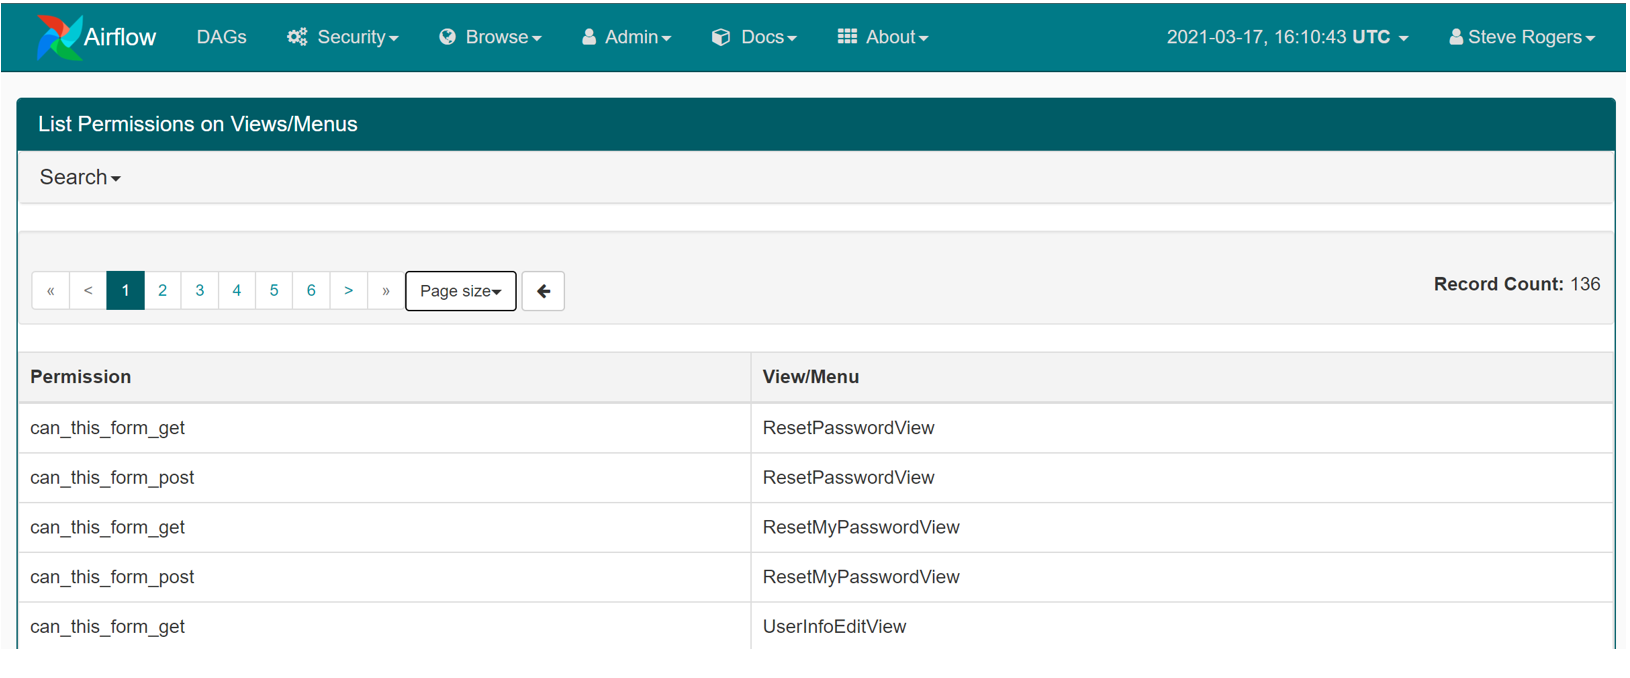 Airflow DAGs Security Browse Admin Docs About 2021-03-17, 16:10:43 UTC Steve Rogers
List Permissions on Views/Menus
Search
« < 1 2 3 4 5 6 > » Page size Record Count: 136
Permission View/Menu
can_this_form_get ResetPasswordView
can_this_form_post ResetPasswordView
can_this_form_get ResetMyPasswordView
can_this_form_post ResetMyPasswordView
can_this_form_get UserInfoEditView